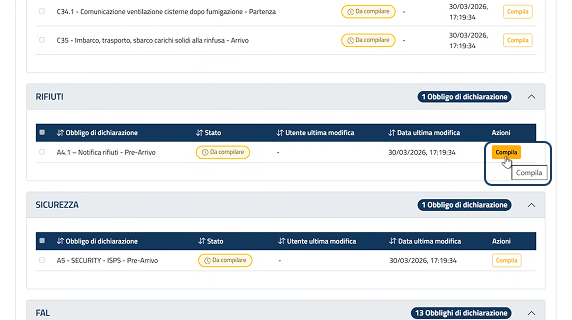 C34.1 - Comunicazione ventilazione cisterne dopo fumigazione - Partenza Da compilare - 30/03/2026, 17:19:34 Compila
C35 - Imbarco, trasporto, sbarco carichi solidi alla rinfusa - Arrivo Da compilare - 30/03/2026, 17:19:34 Compila
RIFIUTI 1 Obbligo di dichiarazione
Obbligo di dichiarazione Stato Utente ultima modifica Data ultima modifica Azioni
A4.1 – Notifica rifiuti - Pre-Arrivo Da compilare - 30/03/2026, 17:19:34 Compila
Compila
SICUREZZA 1 Obbligo di dichiarazione
Obbligo di dichiarazione Stato Utente ultima modifica Data ultima modifica Azioni
A5 - SECURITY - ISPS - Pre-Arrivo Da compilare - 30/03/2026, 17:19:34 Compila
FAL 13 Obblighi di dichiarazione